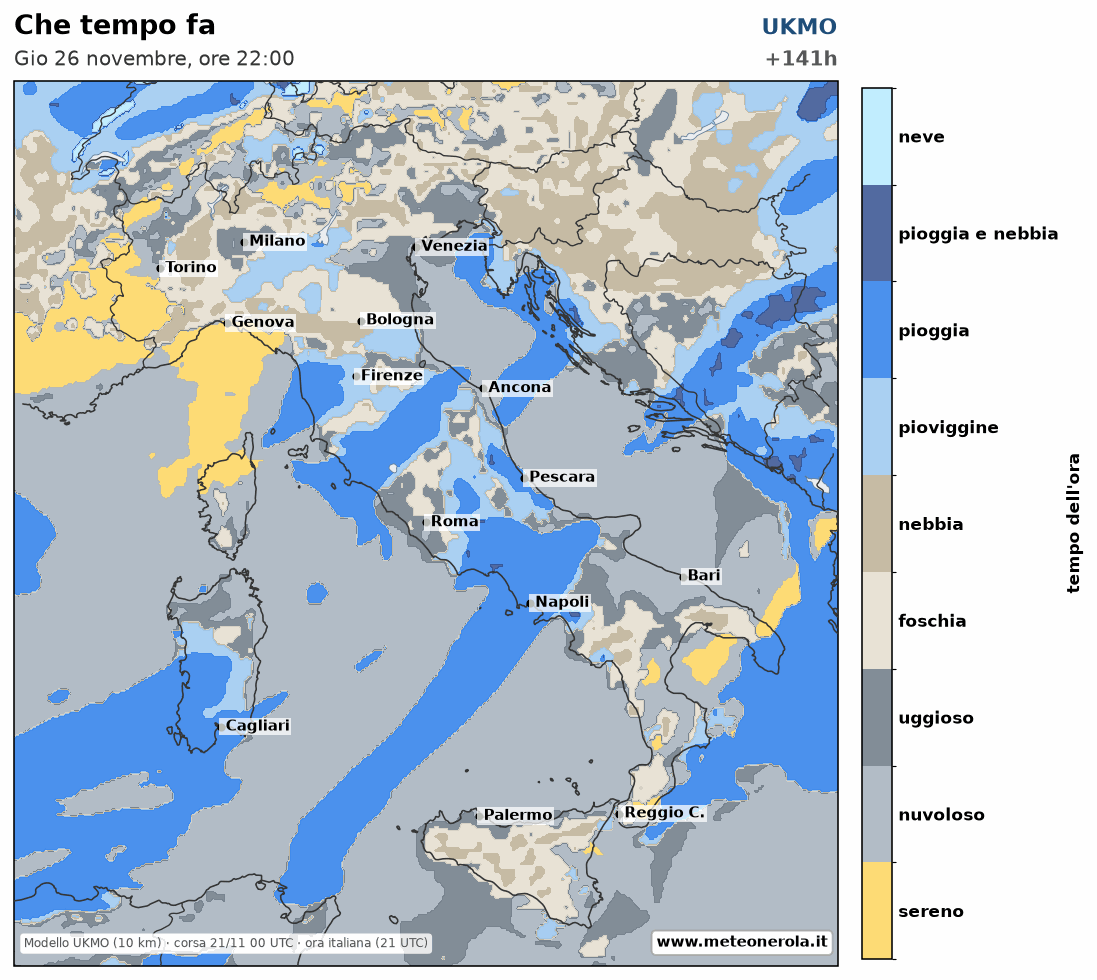 Che tempo fa
UKMO
Gio 26 novembre, ore 22:00
+141h
neve
pioggia e nebbia
pioggia
pioviggine
nebbia
foschia
uggioso
nuvoloso
sereno
tempo dell'ora
Milano
Venezia
Torino
Genova
Bologna
Firenze
Ancona
Pescara
Roma
Bari
Napoli
Cagliari
Palermo
Reggio C.
Modello UKMO (10 km) · corsa 21/11 00 UTC · ora italiana (21 UTC)
www.meteonerola.it